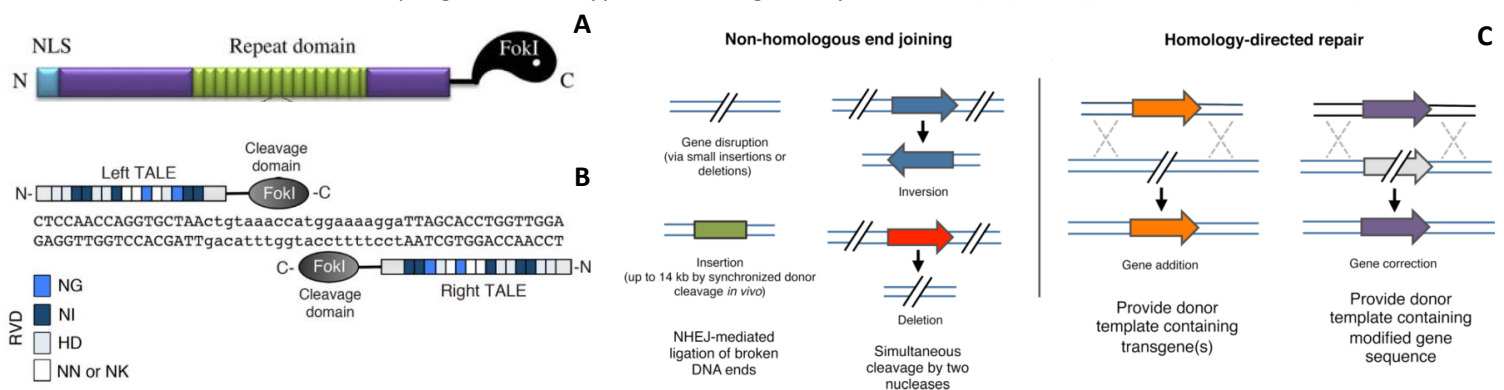 A
NLS
Repeat domain
FokI
N
C
B
Left TALE
Cleavage
domain
N-
FokI
-C
CTCCAACCAGGTGCTAActgtaaaccatggaaaaggaTTAGCACCTGGTTGGA
GAGGTTGGTCCACGATTgacatttggtaccttttcctAATCGTGGACCAACCT
C-
FokI
-N
Cleavage
domain
Right TALE
RVD
NG
NI
HD
NN or NK
C
Non-homologous end joining
Gene disruption
(via small insertions or
deletions)
Inversion
Insertion
(up to 14 kb by synchronized donor
cleavage in vivo)
Deletion
NHEJ-mediated
ligation of broken
DNA ends
Simultaneous
cleavage by two
nucleases
Homology-directed repair
Gene addition
Gene correction
Provide donor
template containing
transgene(s)
Provide donor
template containing
modified gene
sequence